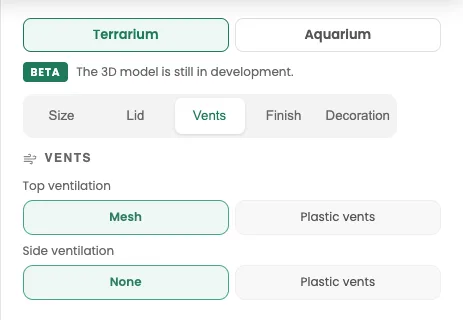 Terrarium Aquarium
BETA The 3D model is still in development.
Size Lid Vents Finish Decoration
VENTS
Top ventilation
Mesh Plastic vents
Side ventilation
None Plastic vents